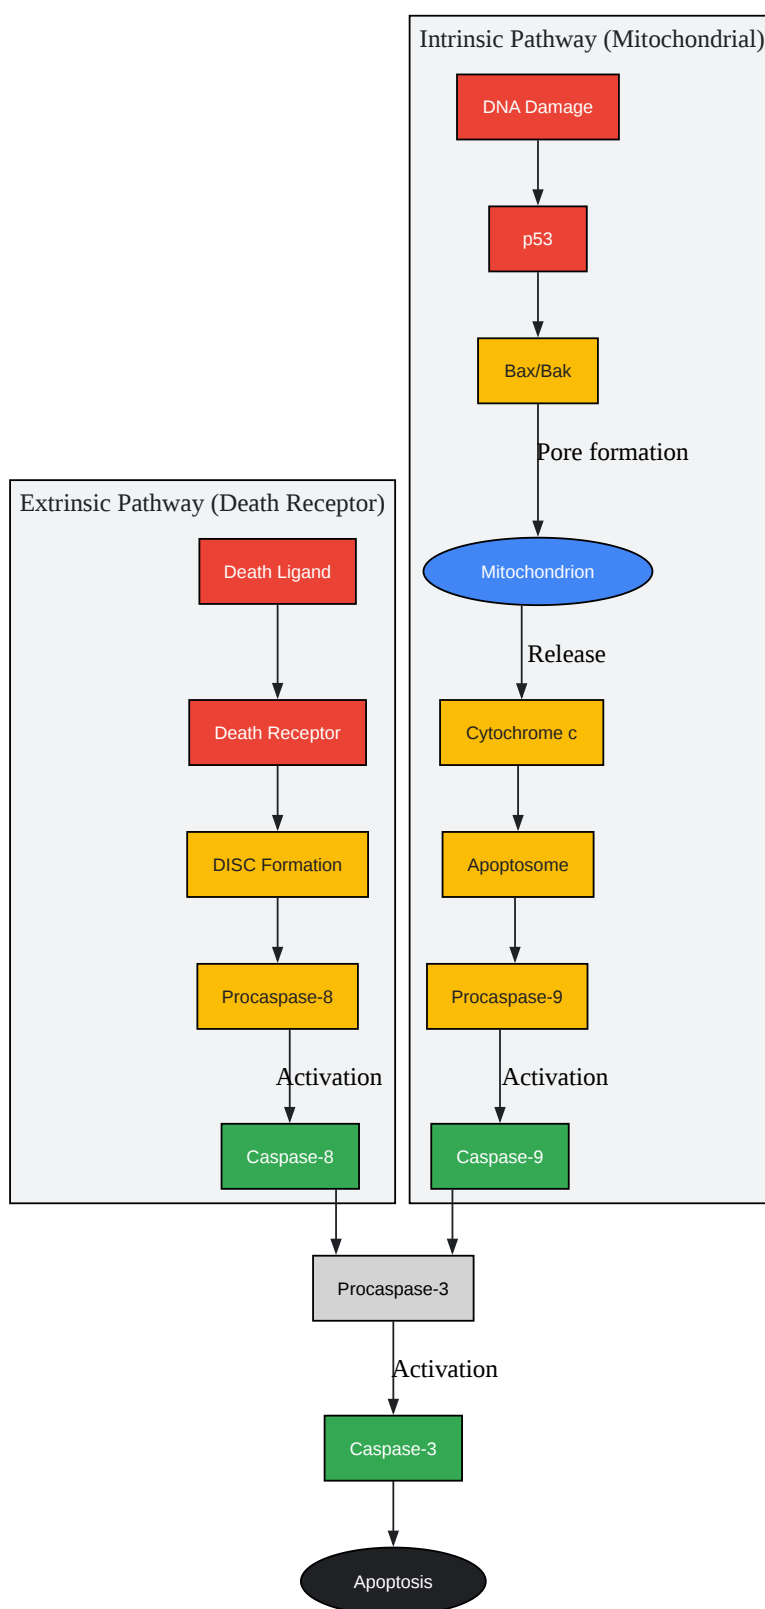 Intrinsic Pathway (Mitochondrial)
DNA Damage
p53
Bax/Bak
Pore formation
Mitochondrion
Release
Cytochrome c
Apoptosome
Procaspase-9
Activation
Caspase-9
Extrinsic Pathway (Death Receptor)
Death Ligand
Death Receptor
DISC Formation
Procaspase-8
Activation
Caspase-8
Procaspase-3
Activation
Caspase-3
Apoptosis